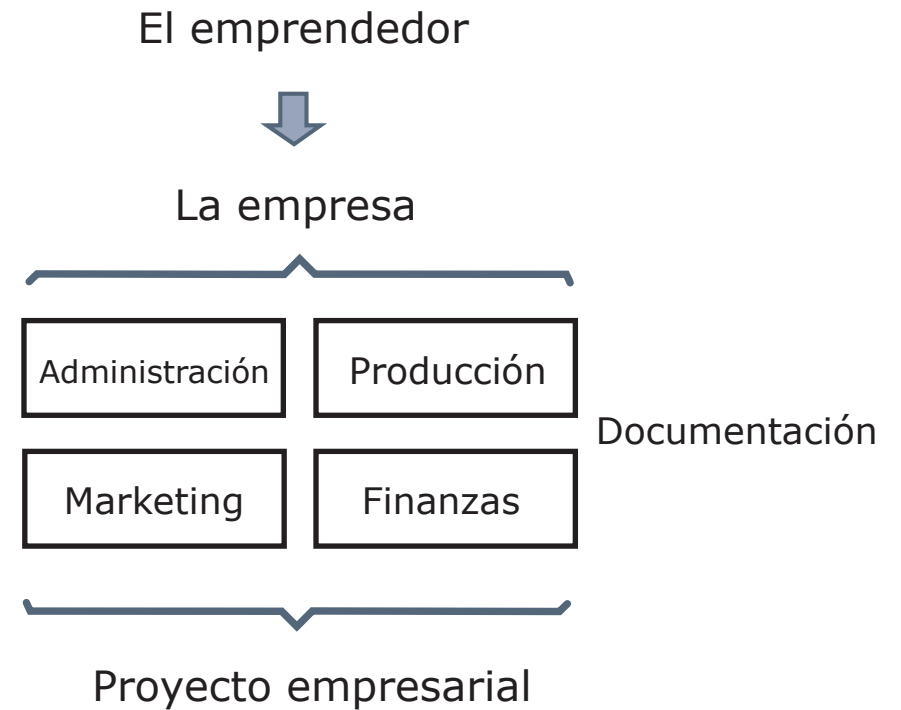 El emprendedor
La empresa
Administración
Producción
Documentación
Marketing
Finanzas
Proyecto empresarial